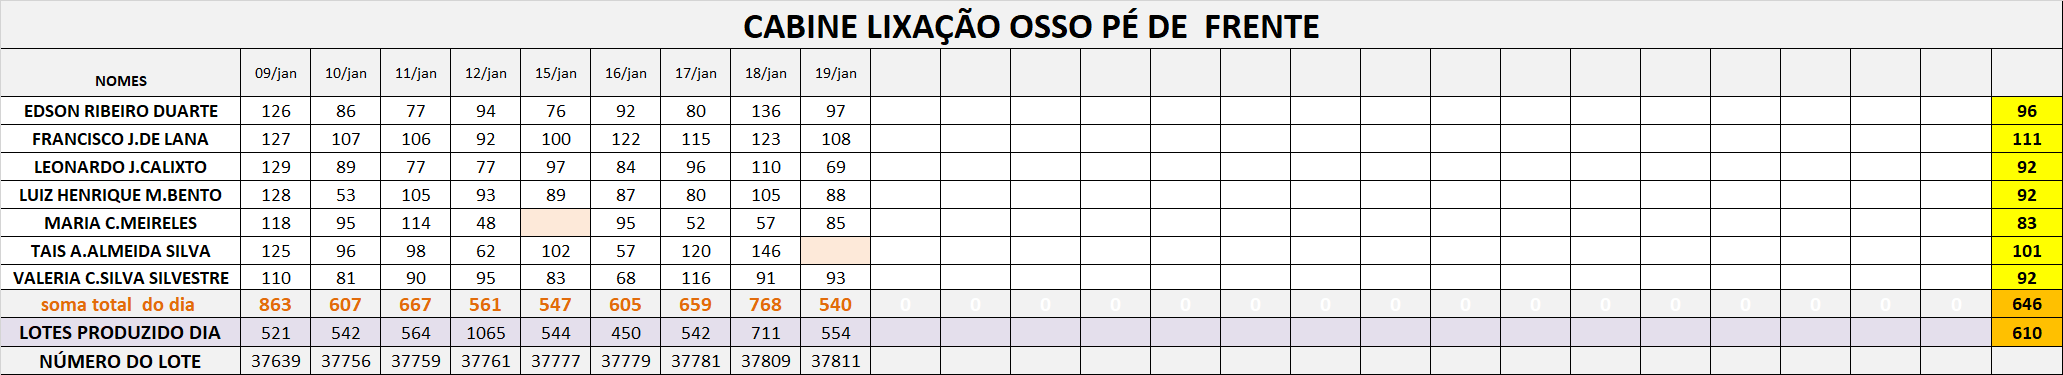 CABINE LIXAÇÃO OSSO PÉ DE  FRENTE
NOMES 09/jan 10/jan 11/jan 12/jan 15/jan 16/jan 17/jan 18/jan 19/jan
EDSON RIBEIRO DUARTE 126 86 77 94 76 92 80 136 97 96
FRANCISCO J.DE LANA 127 107 106 92 100 122 115 123 108 111
LEONARDO J.CALIXTO 129 89 77 77 97 84 96 110 69 92
LUIZ HENRIQUE M.BENTO 128 53 105 93 89 87 80 105 88 92
MARIA C.MEIRELES 118 95 114 48 95 52 57 85 83
TAIS A.ALMEIDA SILVA 125 96 98 62 102 57 120 146 101
VALERIA C.SILVA SILVESTRE 110 81 90 95 83 68 116 91 93 92
soma total  do dia 863 607 667 561 547 605 659 768 540 0 0 0 0 0 0 0 0 0 0 0 0 0 0 0 0 646
LOTES PRODUZIDO DIA 521 542 564 1065 544 450 542 711 554 610
NÚMERO DO LOTE 37639 37756 37759 37761 37777 37779 37781 37809 37811